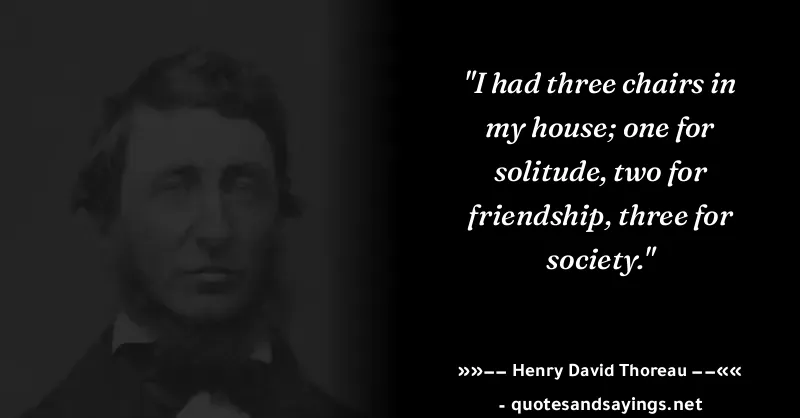 "I had three chairs in
my house; one for
solitude, two for
friendship, three for
society."
»»–– Henry David Thoreau ––««
- quotesandsayings.net